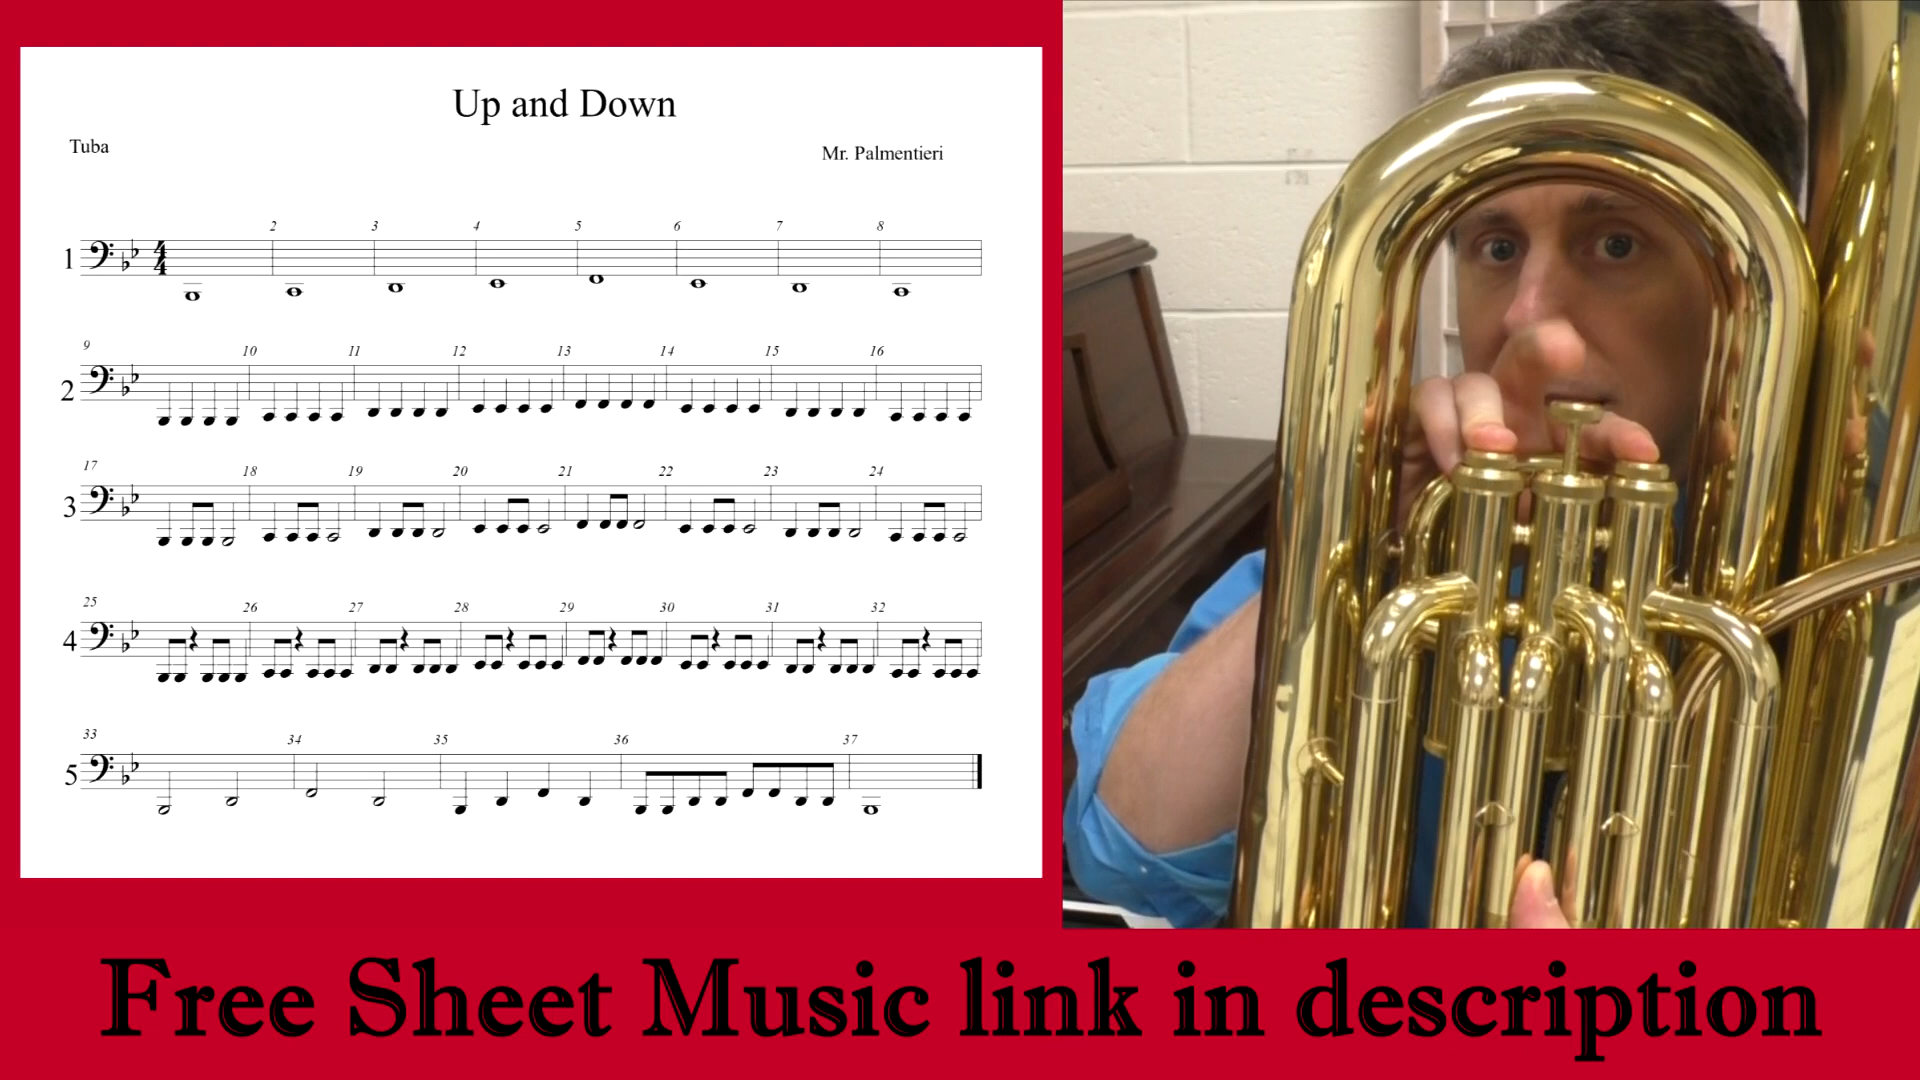 Up and Down
Tuba
Mr. Palmentieri
2 3 4 5 6 7 8
1
4
4
9 10 11 12 13 14 15 16
2
17 18 19 20 21 22 23 24
3
25 26 27 28 29 30 31 32
4
33 34 35 36 37
5
Free Sheet Music link in description